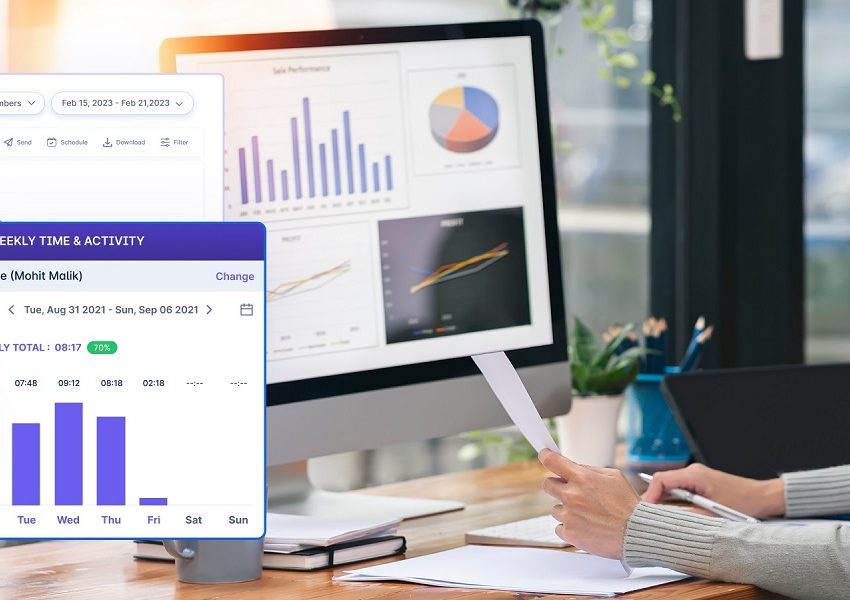 mbers
Feb 15, 2023 - Feb 21,2023
Send
Schedule
Download
Filter
EEKLY TIME & ACTIVITY
e (Mohit Malik)
Change
Tue, Aug 31 2021 - Sun, Sep 06 2021
LY TOTAL : 08:17
70%
07:48 09:12 08:18 02:18 --:-- --:--
Tue Wed Thu Fri Sat Sun
Sale Performance
PROFIT
PROFIT